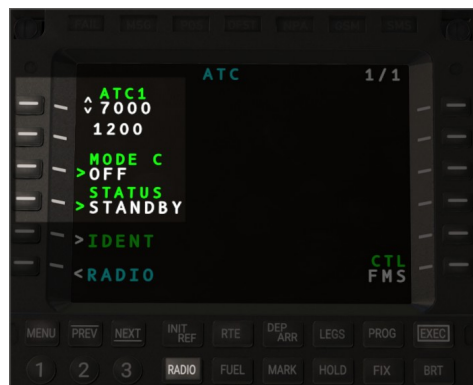 ATC 1/1
ATC1
7000
1200
MODE C
>OFF
STATUS
>STANDBY
>IDENT
CTL
<RADIO FMS
MENU PREV NEXT INIT REF RTE DEP ARR LEGS PROG EXEC
1 2 3 RADIO FUEL MARK HOLD FIX BRT